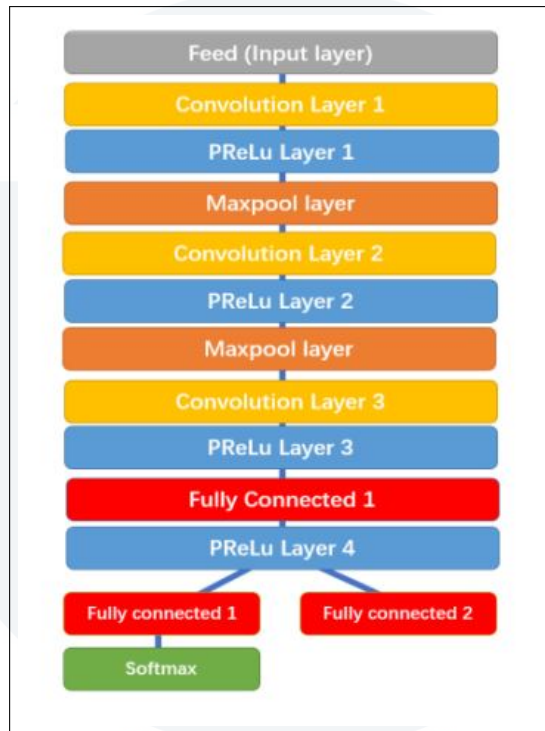 Feed (Input layer)
Convolution Layer 1
PReLu Layer 1
Maxpool layer
Convolution Layer 2
PReLu Layer 2
Maxpool layer
Convolution Layer 3
PReLu Layer 3
Fully Connected 1
PReLu Layer 4
Fully connected 1
Fully connected 2
Softmax